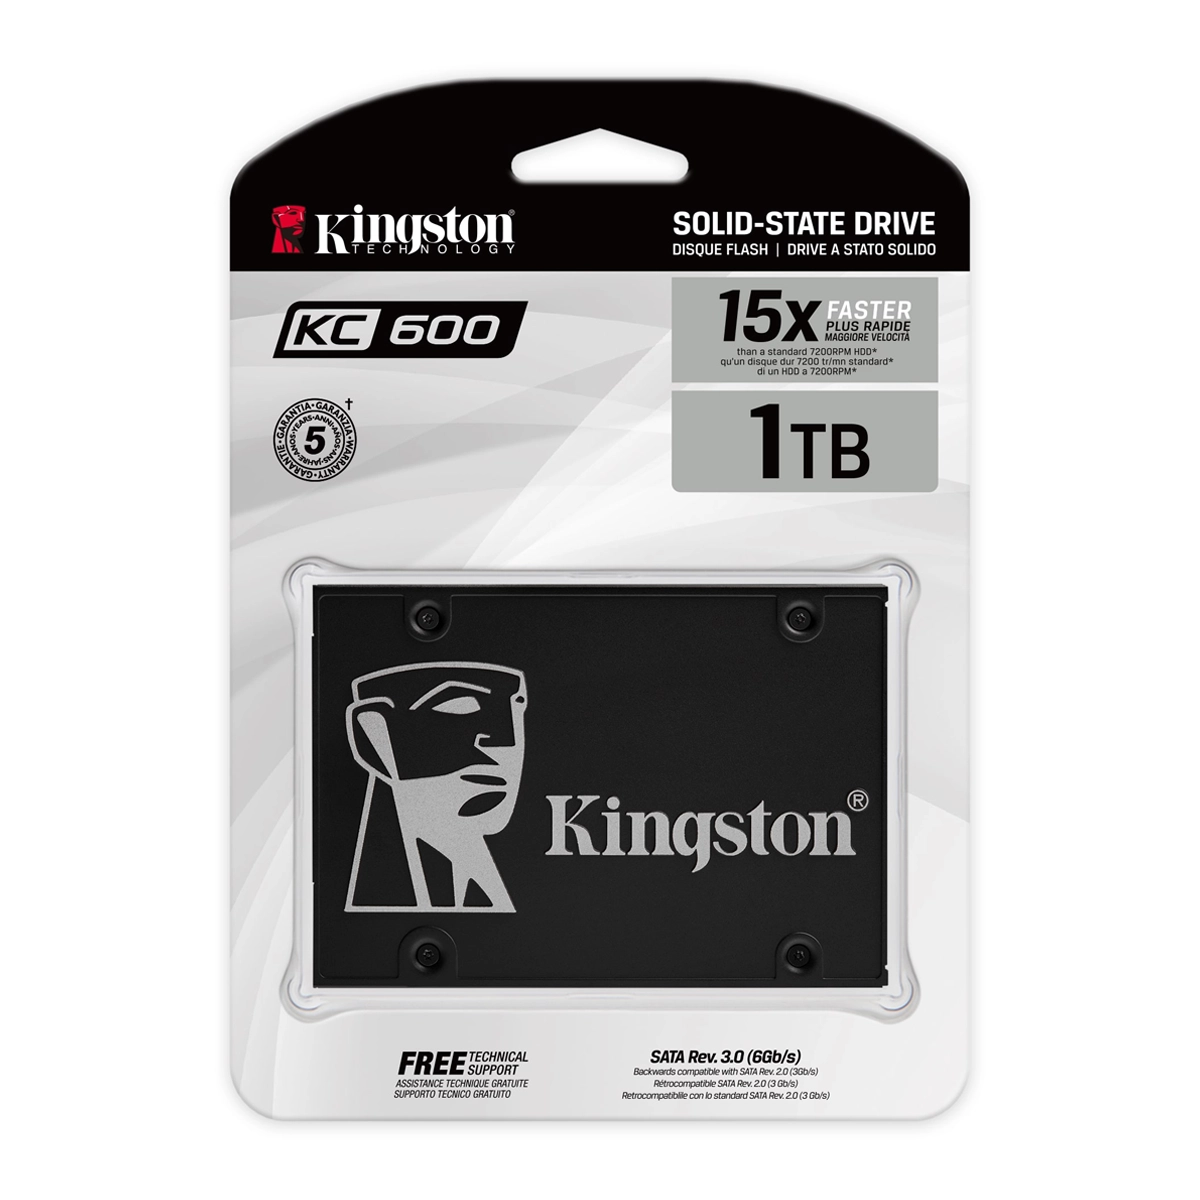 Kingston®
TECHNOLOGY
SOLID-STATE DRIVE
DISQUE FLASH | DRIVE A STATO SOLIDO
KC 600
15x FASTER
PLUS RAPIDE
MAGGIORE VELOCITÀ
than a standard 7200RPM HDD*
qu'un disque dur 7200 tr/mn standard*
di un HDD a 7200RPM*
GARANTIA • GARANZIA • WARRANTY • GARANTIE †
5
1TB
Kingston®
FREE TECHNICAL SUPPORT
ASSISTANCE TECHNIQUE GRATUITE
SUPPORTO TECNICO GRATUITO
SATA Rev. 3.0 (6Gb/s)
Backwards compatible with SATA Rev. 2.0 (3Gb/s)
Rétrocompatible SATA Rev. 2.0 (3 Gb/s)
Retrocompatibile con lo standard SATA Rev. 2.0 (3 Gb/s)